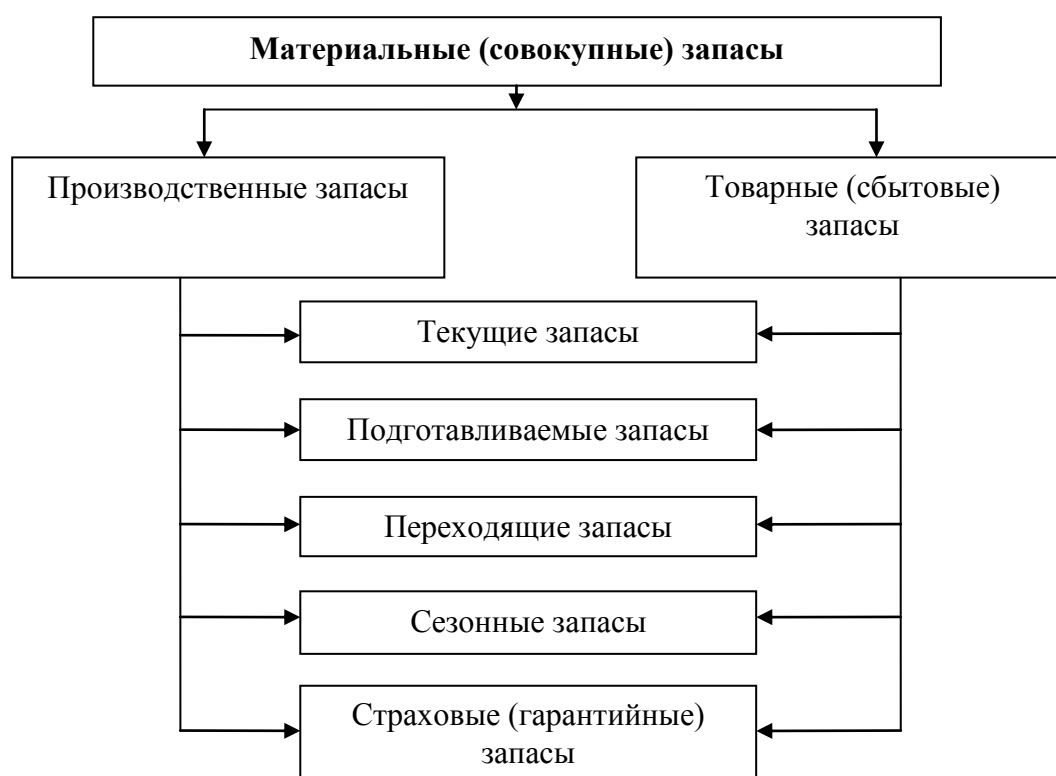 Материальные (совокупные) запасы
Производственные запасы
Товарные (сбытовые)
запасы
Текущие запасы
Подготавливаемые запасы
Переходящие запасы
Сезонные запасы
Страховые (гарантийные)
запасы